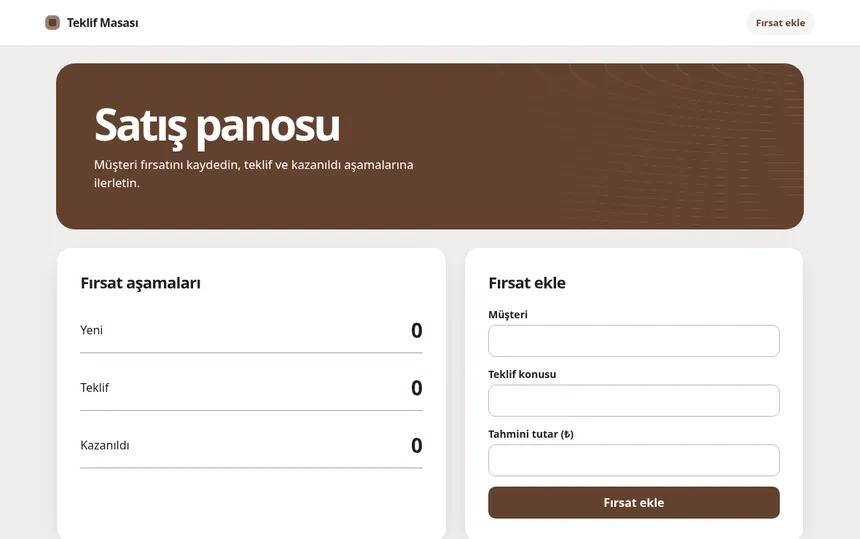 Teklif Masası
Fırsat ekle
Satış panosu
Müşteri fırsatını kaydedin, teklif ve kazanıldı aşamalarına
ilerletin.
Fırsat aşamaları
Yeni 0
Teklif 0
Kazanıldı 0
Fırsat ekle
Müşteri
Teklif konusu
Tahmini tutar (₺)
Fırsat ekle